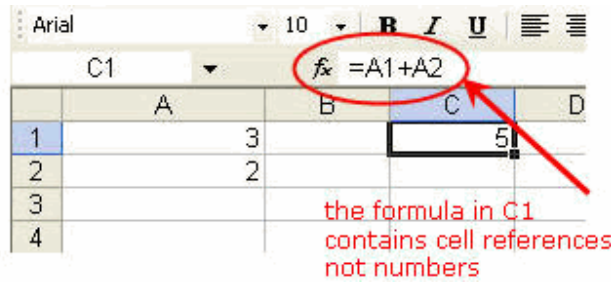 Arial 10 B I U
C1 fx =A1+A2
A B C D
1 3 5
2 2
3
4
the formula in C1
contains cell references
not numbers